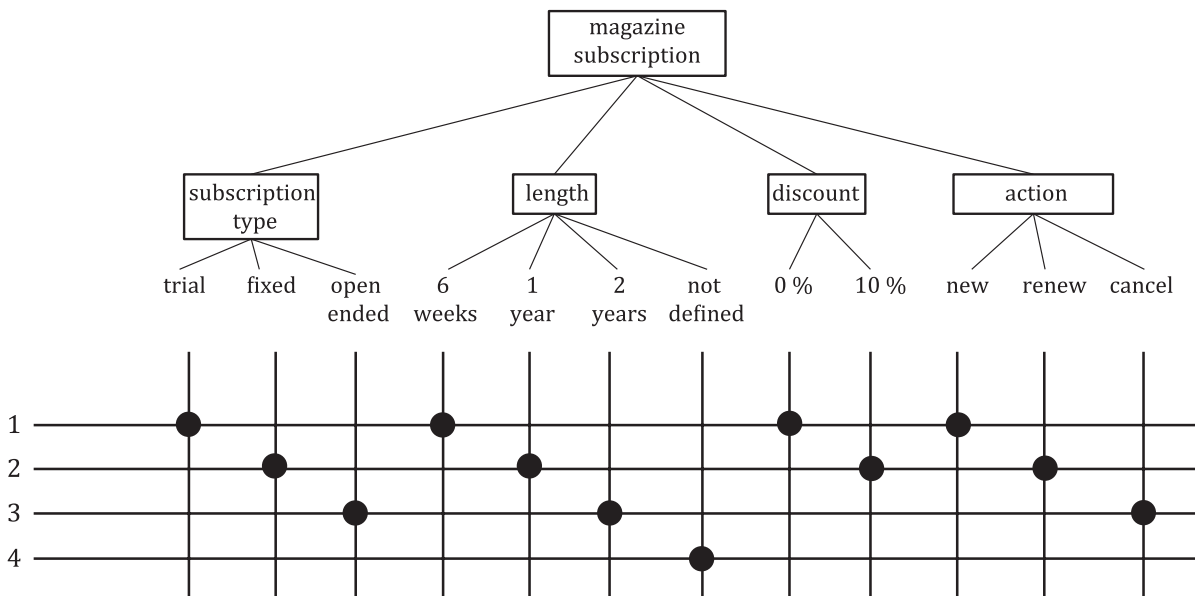 magazine
subscription
subscription
type
length
discount
action
trial
fixed
open
ended
6
weeks
1
year
2
years
not
defined
0 %
10 %
new
renew
cancel
1
2
3
4